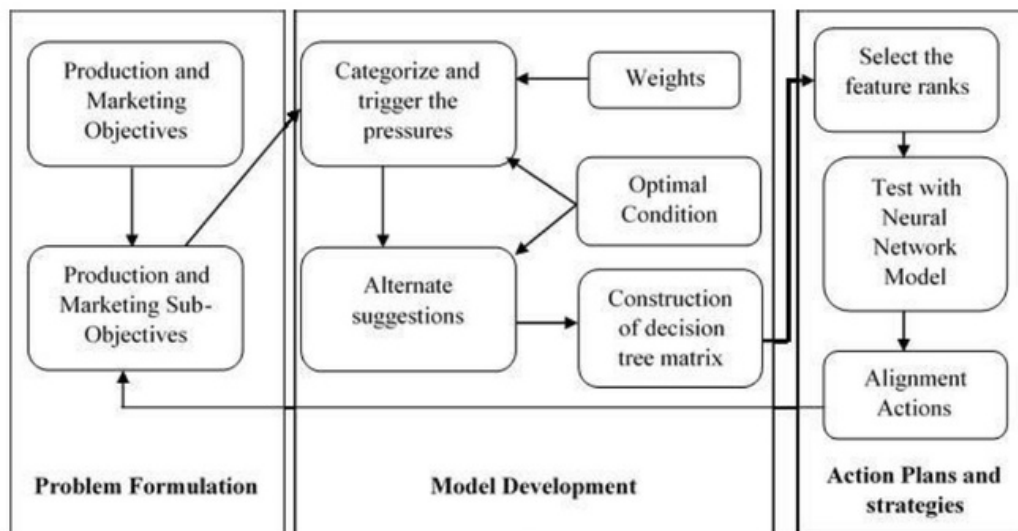 Production and
Marketing
Objectives
Production and
Marketing Sub-
Objectives
Problem Formulation
Categorize and
trigger the
pressures
Weights
Optimal
Condition
Alternate
suggestions
Construction
of decision
tree matrix
Model Development
Select the
feature ranks
Test with
Neural
Network
Model
Alignment
Actions
Action Plans and
strategies